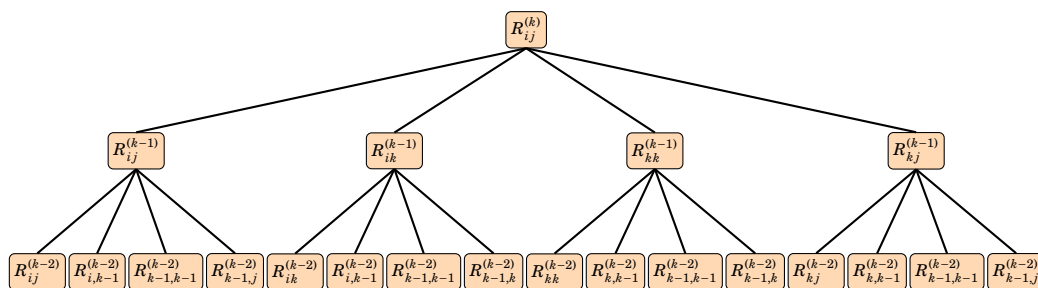 R_{ij}^{(k)}
R_{ij}^{(k-1)} R_{ik}^{(k-1)} R_{kk}^{(k-1)} R_{kj}^{(k-1)}
R_{ij}^{(k-2)} R_{i,k-1}^{(k-2)} R_{k-1,k-1}^{(k-2)} R_{k-1,j}^{(k-2)} R_{ik}^{(k-2)} R_{i,k-1}^{(k-2)} R_{k-1,k-1}^{(k-2)} R_{k-1,k}^{(k-2)} R_{kk}^{(k-2)} R_{k,k-1}^{(k-2)} R_{k-1,k-1}^{(k-2)} R_{k-1,k}^{(k-2)} R_{kj}^{(k-2)} R_{k,k-1}^{(k-2)} R_{k-1,k-1}^{(k-2)} R_{k-1,j}^{(k-2)}